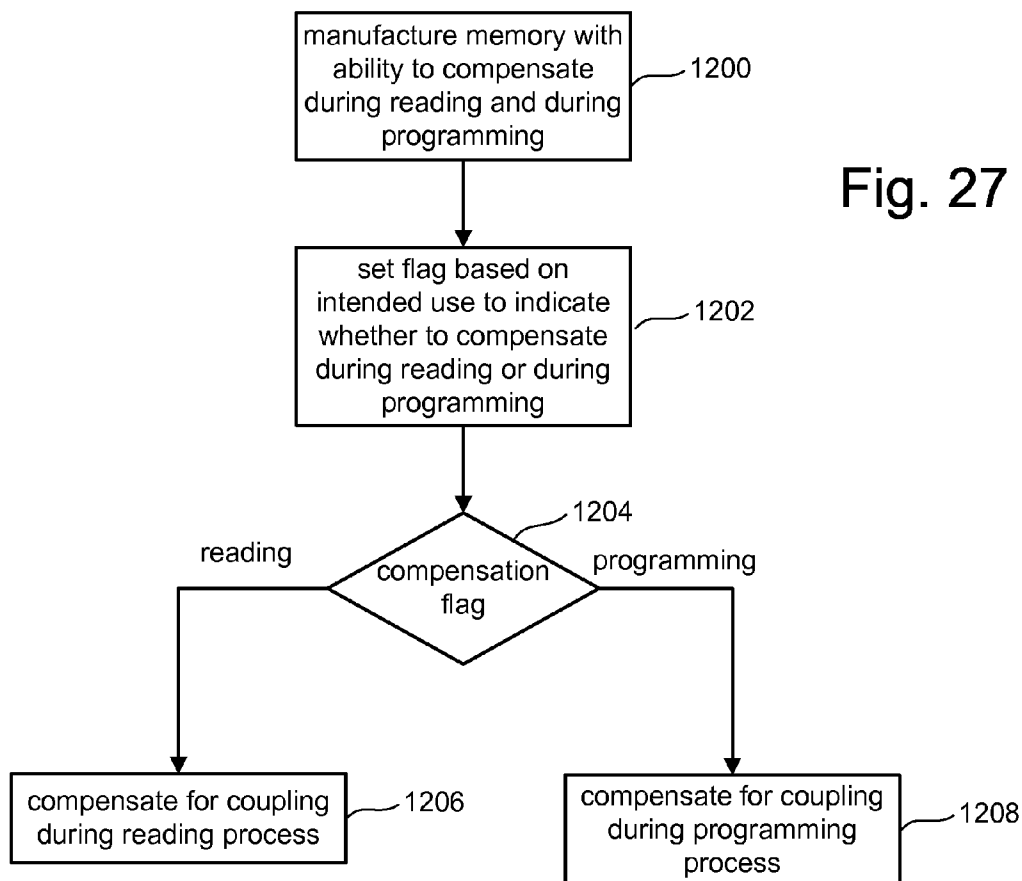 manufacture memory with
ability to compensate
during reading and during
programming
1200
Fig. 27
set flag based on
intended use to indicate
whether to compensate
during reading or during
programming
1202
1204
reading
programming
compensation
flag
compensate for coupling
during reading process
1206
compensate for coupling
during programming
process
1208